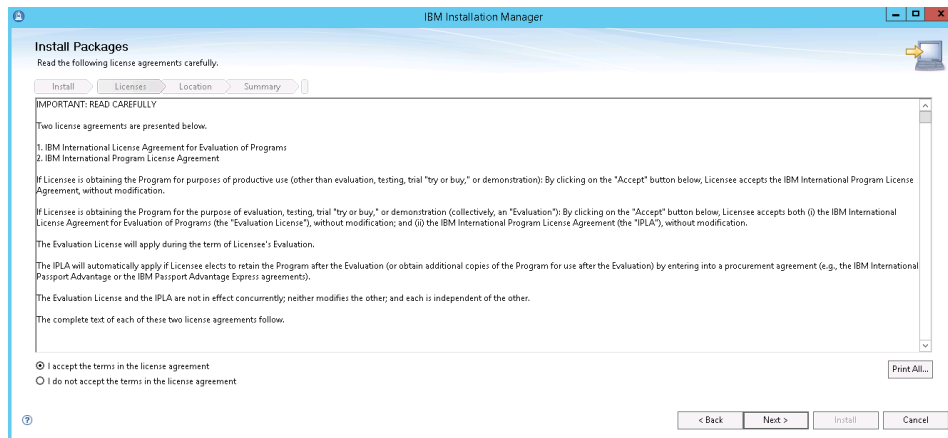 IBM Installation Manager
Install Packages
Read the following license agreements carefully.
Install
Licenses
Location
Summary
IMPORTANT: READ CAREFULLY
Two license agreements are presented below.
1. IBM International License Agreement for Evaluation of Programs
2. IBM International Program License Agreement
If Licensee is obtaining the Program for purposes of productive use (other than evaluation, testing, trial "try or buy," or demonstration): By clicking on the "Accept" button below, Licensee accepts the IBM International Program License
Agreement, without modification.
If Licensee is obtaining the Program for the purpose of evaluation, testing, trial "try or buy," or demonstration (collectively, an "Evaluation"): By clicking on the "Accept" button below, Licensee accepts both (i) the IBM International
License Agreement for Evaluation of Programs (the "Evaluation License"), without modification; and (ii) the IBM International Program License Agreement (the "IPLA"), without modification.
The Evaluation License will apply during the term of Licensee's Evaluation.
The IPLA will automatically apply if Licensee elects to retain the Program after the Evaluation (or obtain additional copies of the Program for use after the Evaluation) by entering into a procurement agreement (e.g., the IBM International
Passport Advantage or the IBM Passport Advantage Express agreements).
The Evaluation License and the IPLA are not in effect concurrently; neither modifies the other; and each is independent of the other.
The complete text of each of these two license agreements follow.
I accept the terms in the license agreement
Print All...
I do not accept the terms in the license agreement
?
< Back
Next >
Install
Cancel